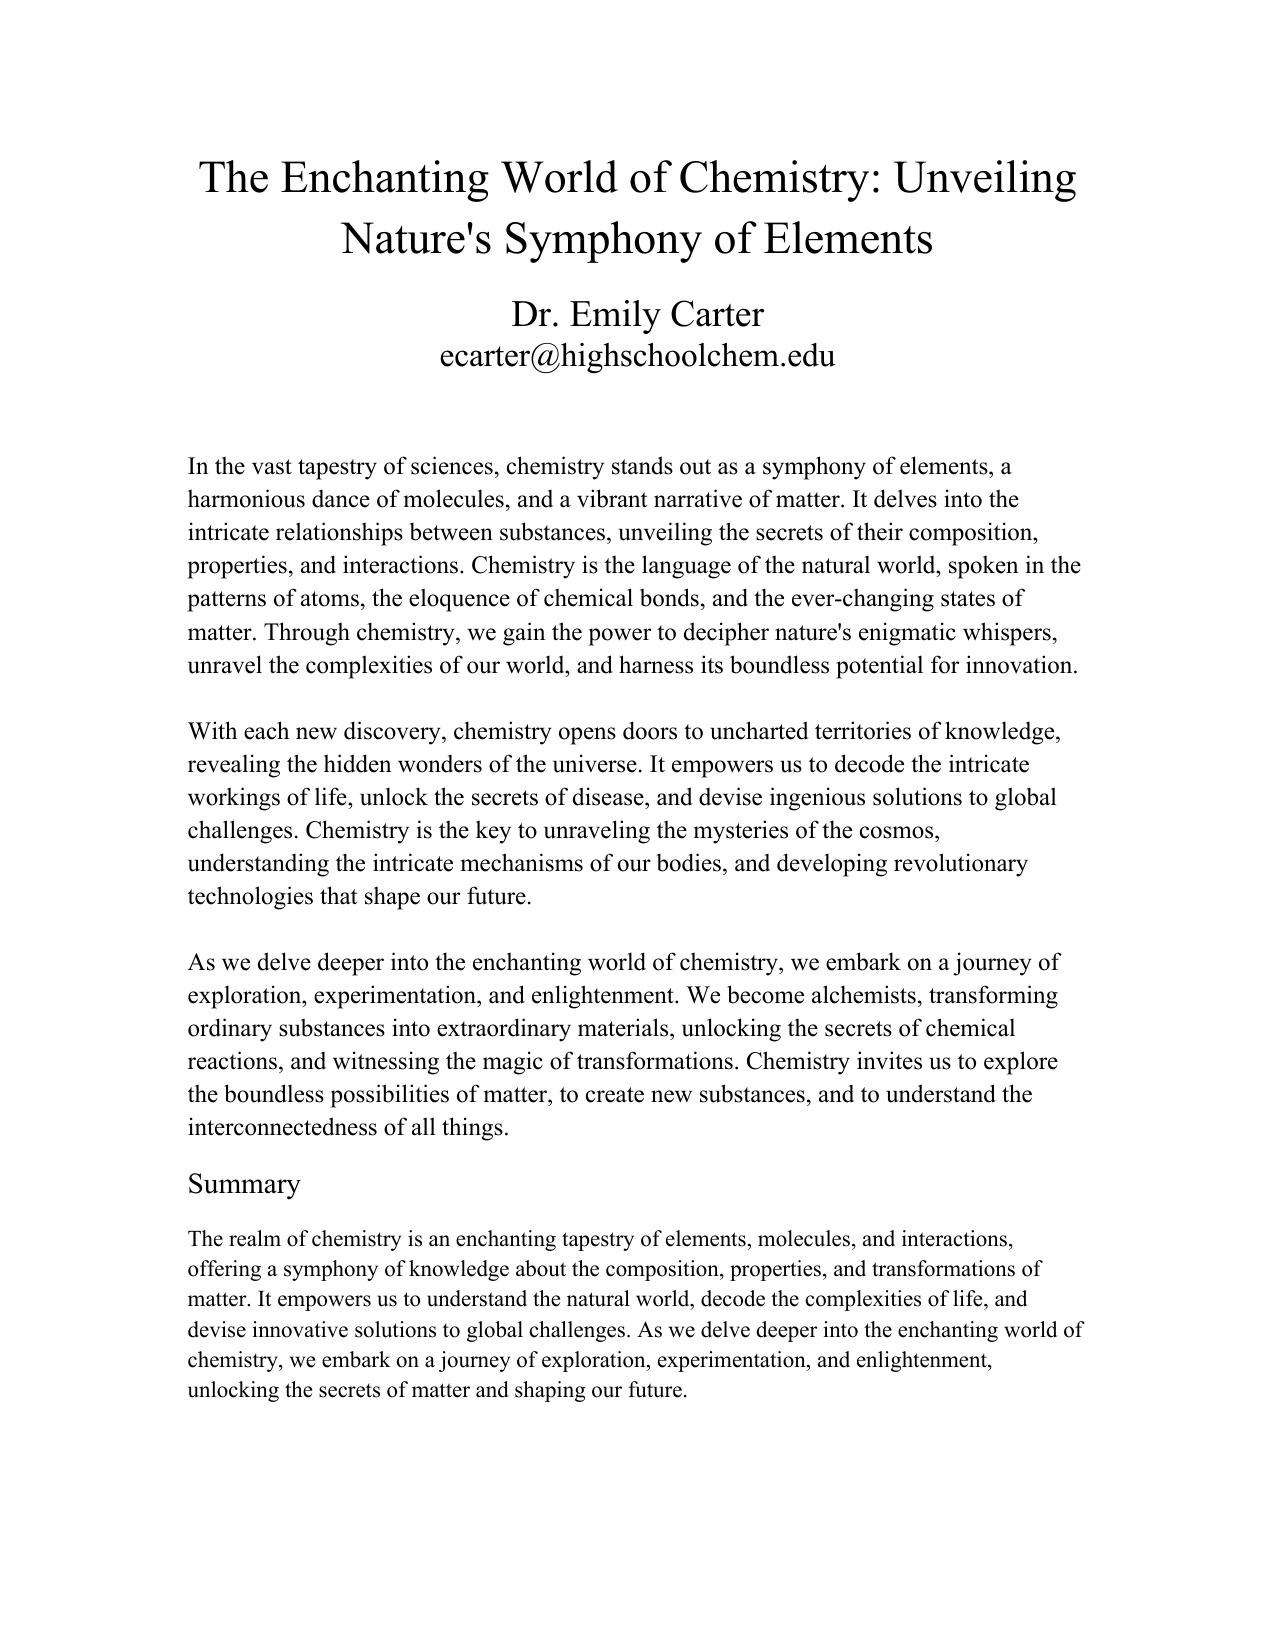 The Enchanting World of Chemistry: Unveiling
Nature's Symphony of Elements
Dr. Emily Carter
ecarter@highschoolchem.edu
In the vast tapestry of sciences, chemistry stands out as a symphony of elements, a
harmonious dance of molecules, and a vibrant narrative of matter. It delves into the
intricate relationships between substances, unveiling the secrets of their composition,
properties, and interactions. Chemistry is the language of the natural world, spoken in the
patterns of atoms, the eloquence of chemical bonds, and the ever-changing states of
matter. Through chemistry, we gain the power to decipher nature's enigmatic whispers,
unravel the complexities of our world, and harness its boundless potential for innovation.
With each new discovery, chemistry opens doors to uncharted territories of knowledge,
revealing the hidden wonders of the universe. It empowers us to decode the intricate
workings of life, unlock the secrets of disease, and devise ingenious solutions to global
challenges. Chemistry is the key to unraveling the mysteries of the cosmos,
understanding the intricate mechanisms of our bodies, and developing revolutionary
technologies that shape our future.
As we delve deeper into the enchanting world of chemistry, we embark on a journey of
exploration, experimentation, and enlightenment. We become alchemists, transforming
ordinary substances into extraordinary materials, unlocking the secrets of chemical
reactions, and witnessing the magic of transformations. Chemistry invites us to explore
the boundless possibilities of matter, to create new substances, and to understand the
interconnectedness of all things.
Summary
The realm of chemistry is an enchanting tapestry of elements, molecules, and interactions,
offering a symphony of knowledge about the composition, properties, and transformations of
matter. It empowers us to understand the natural world, decode the complexities of life, and
devise innovative solutions to global challenges. As we delve deeper into the enchanting world of
chemistry, we embark on a journey of exploration, experimentation, and enlightenment,
unlocking the secrets of matter and shaping our future.